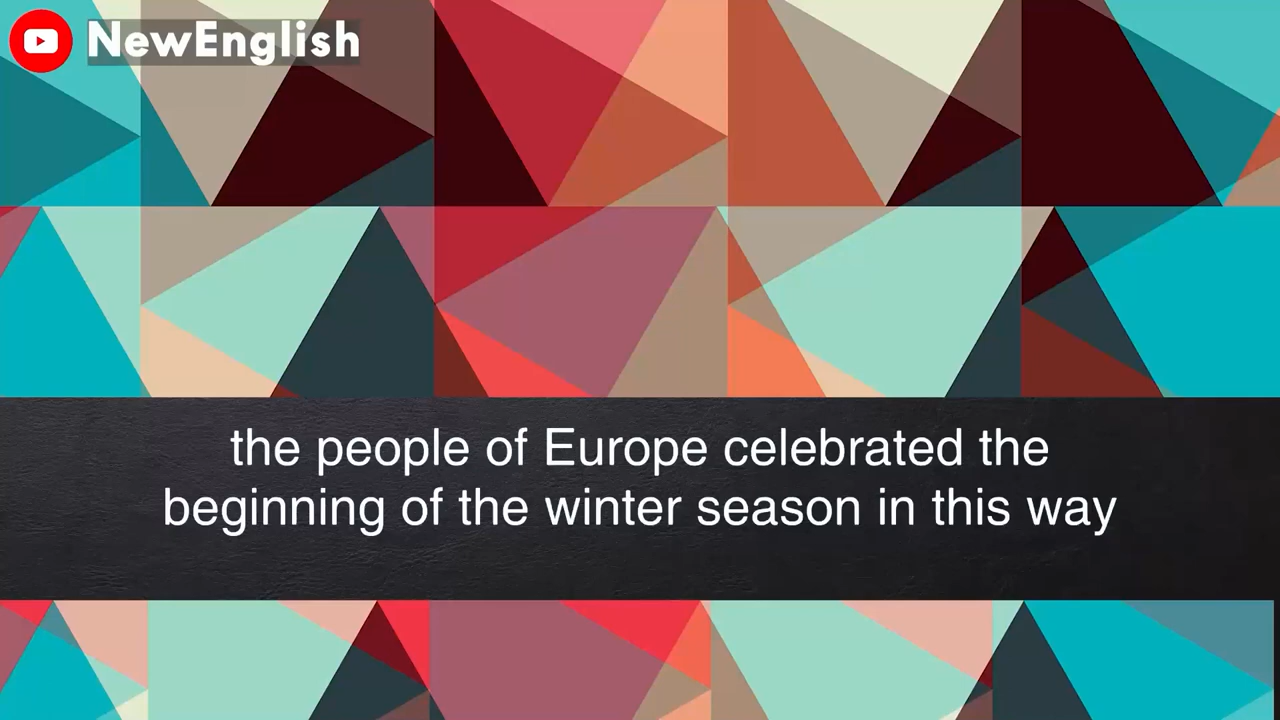 NewEnglish
the people of Europe celebrated the
beginning of the winter season in this way